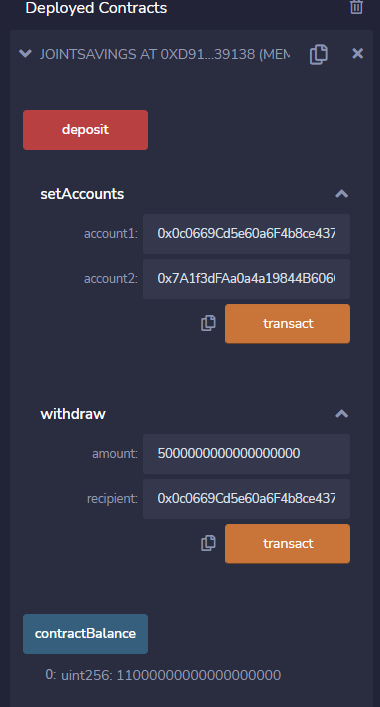 Deployed Contracts
JOINTSAVINGS AT 0XD91...39138 (MEM
deposit
setAccounts
account1: 0x0c0669Cd5e60a6F4b8ce437
account2: 0x7A1f3dFAa0a4a19844B606
transact
withdraw
amount: 5000000000000000000
recipient: 0x0c0669Cd5e60a6F4b8ce437
transact
contractBalance
0: uint256: 11000000000000000000